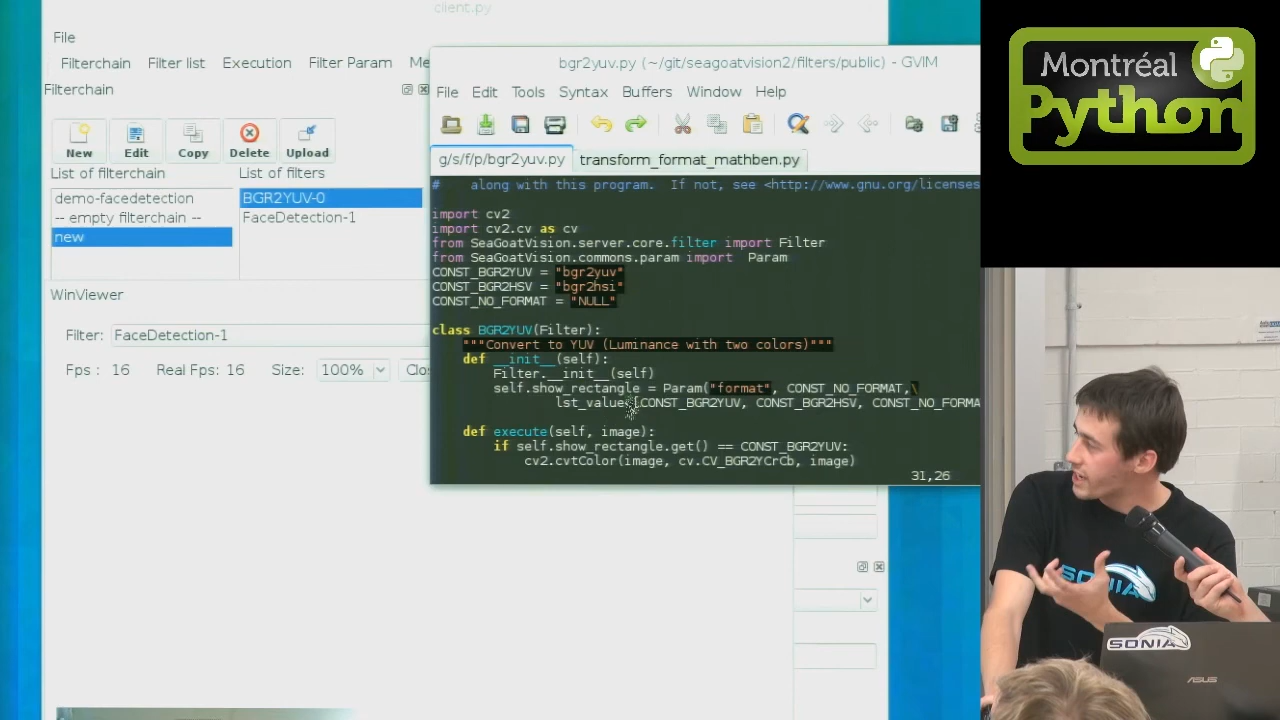 client.py
File
Filterchain Filter list Execution Filter Param Me
Filterchain
New Edit Copy Delete Upload
List of filterchain
demo-facedetection
-- empty filterchain --
new
List of filters
BGR2YUV-0
FaceDetection-1
WinViewer
Filter: FaceDetection-1
Fps : 16 Real Fps: 16 Size: 100% Clo
bgr2yuv.py (~/git/seagoatvision2/filters/public) - GVIM
File Edit Tools Syntax Buffers Window Help
g/s/f/p/bgr2yuv.py transform_format_mathben.py
# along with this program. If not, see <http://www.gnu.org/licenses
import cv2
import cv2.cv as cv
from SeaGoatVision.server.core.filter import Filter
from SeaGoatVision.commons.param import Param
CONST_BGR2YUV = "bgr2yuv"
CONST_BGR2HSV = "bgr2hsi"
CONST_NO_FORMAT = "NULL"
class BGR2YUV(Filter):
"""Convert to YUV (Luminance with two colors)"""
def __init__(self):
Filter.__init__(self)
self.show_rectangle = Param("format", CONST_NO_FORMAT,\
lst_value=[CONST_BGR2YUV, CONST_BGR2HSV, CONST_NO_FORMA
def execute(self, image):
if self.show_rectangle.get() == CONST_BGR2YUV:
cv2.cvtColor(image, cv.CV_BGR2YCrCb, image)
31,26
Montréal
Python
SONIA
SONIA
ASUS